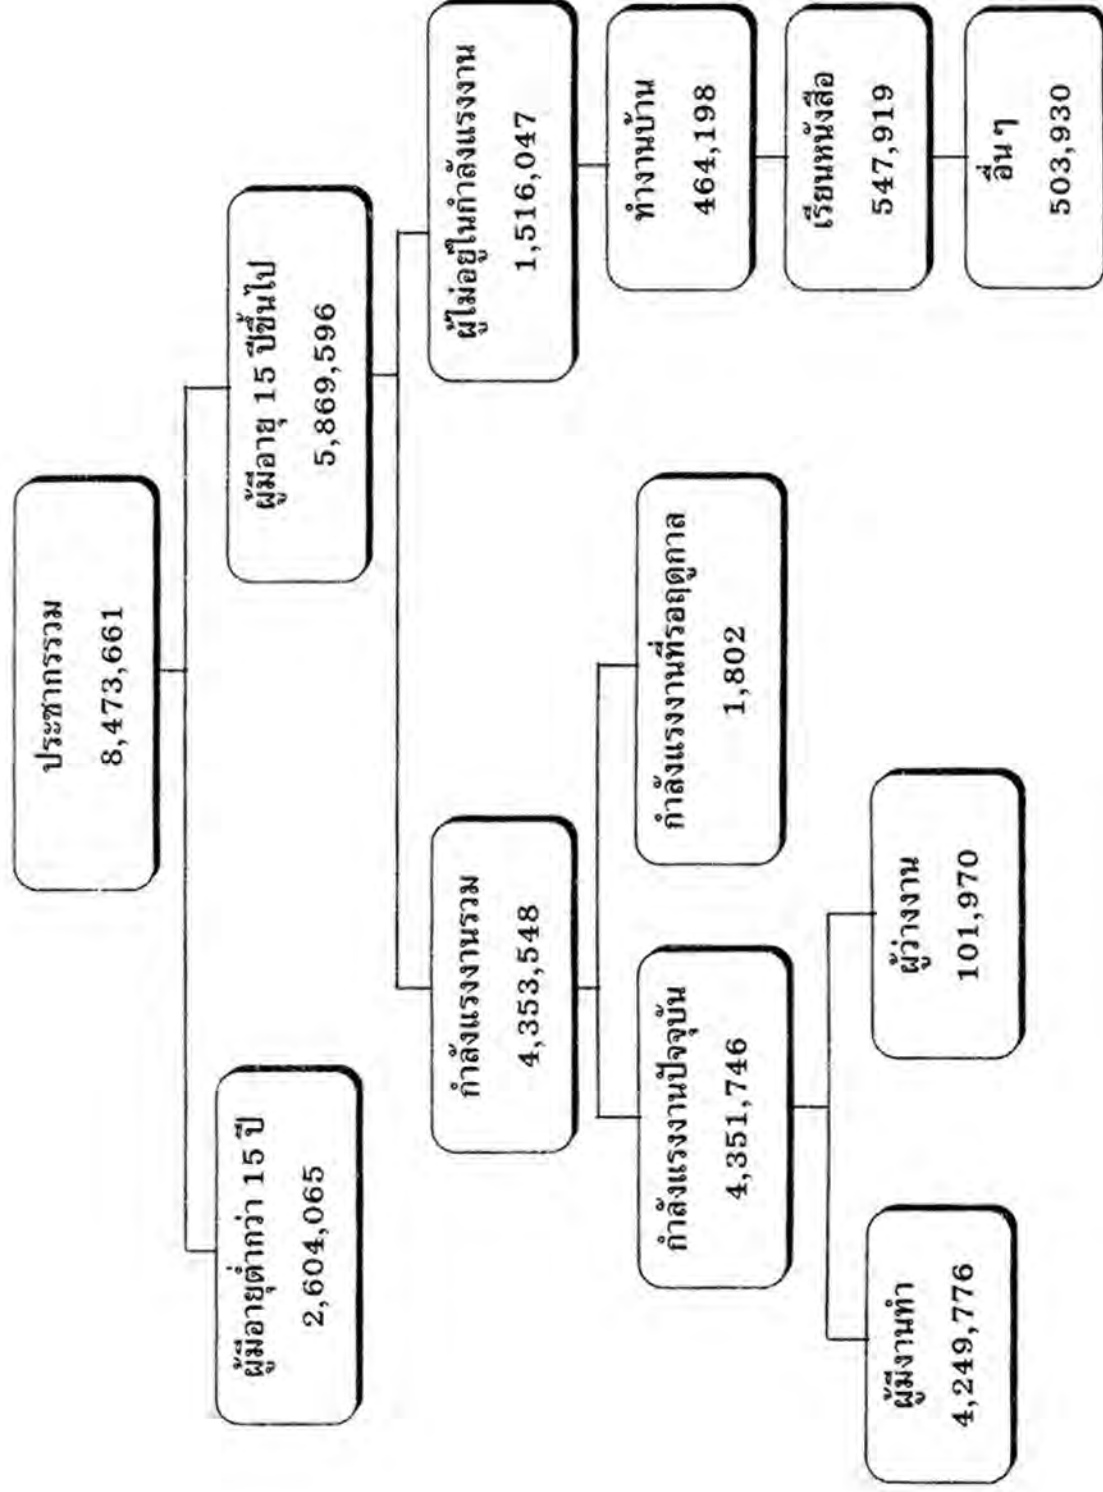 ประชากรรวม
8,473,661
ผู้มีอายุต่ำกว่า 15 ปี
2,604,065
ผู้มีอายุ 15 ปีขึ้นไป
5,869,596
กำลังแรงงานรวม
4,353,548
ผู้ไม่อยู่ในกำลังแรงงาน
1,516,047
กำลังแรงงานปัจจุบัน
4,351,746
กำลังแรงงานที่รอฤดูกาล
1,802
ทำงานบ้าน
464,198
ผู้มีงานทำ
4,249,776
ผู้ว่างงาน
101,970
เรียนหนังสือ
547,919
อื่น ๆ
503,930